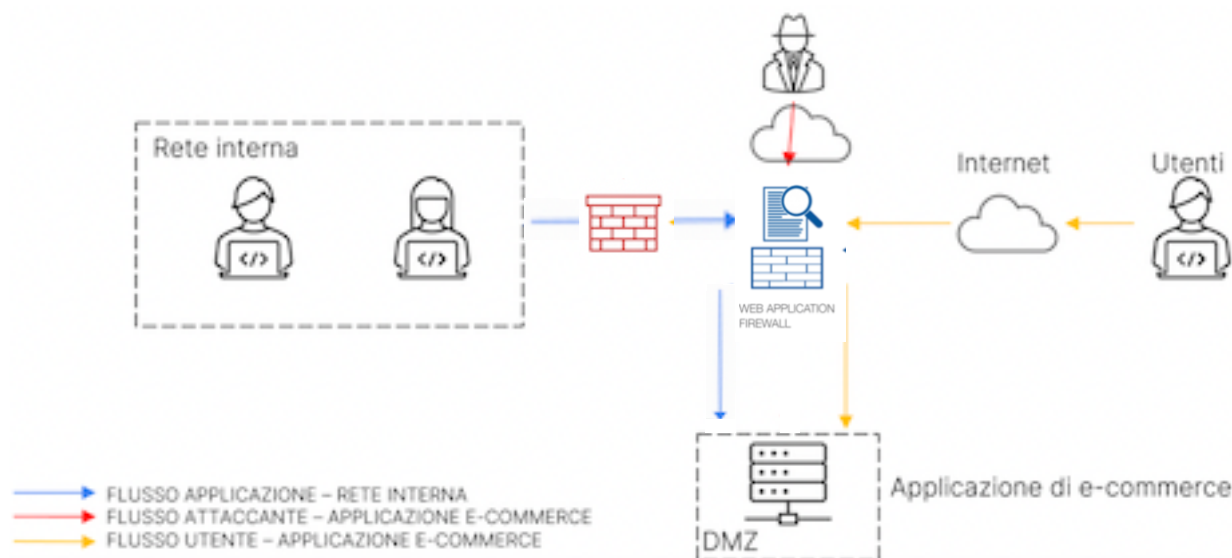 Rete interna
Internet
Utenti
</>
</>
</>
WEB APPLICATION
FIREWALL
Applicazione di e-commerce
DMZ
FLUSSO APPLICAZIONE – RETE INTERNA
FLUSSO ATTACCANTE – APPLICAZIONE E-COMMERCE
FLUSSO UTENTE – APPLICAZIONE E-COMMERCE